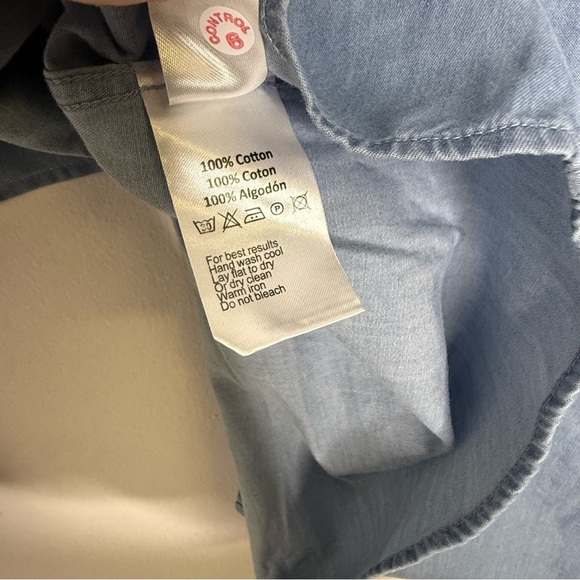 CONTROL
6
100% Cotton
100% Coton
100% Algodón
30 P
For best results
Hand wash cool
Lay flat to dry
Or dry clean
Warm iron
Do not bleach